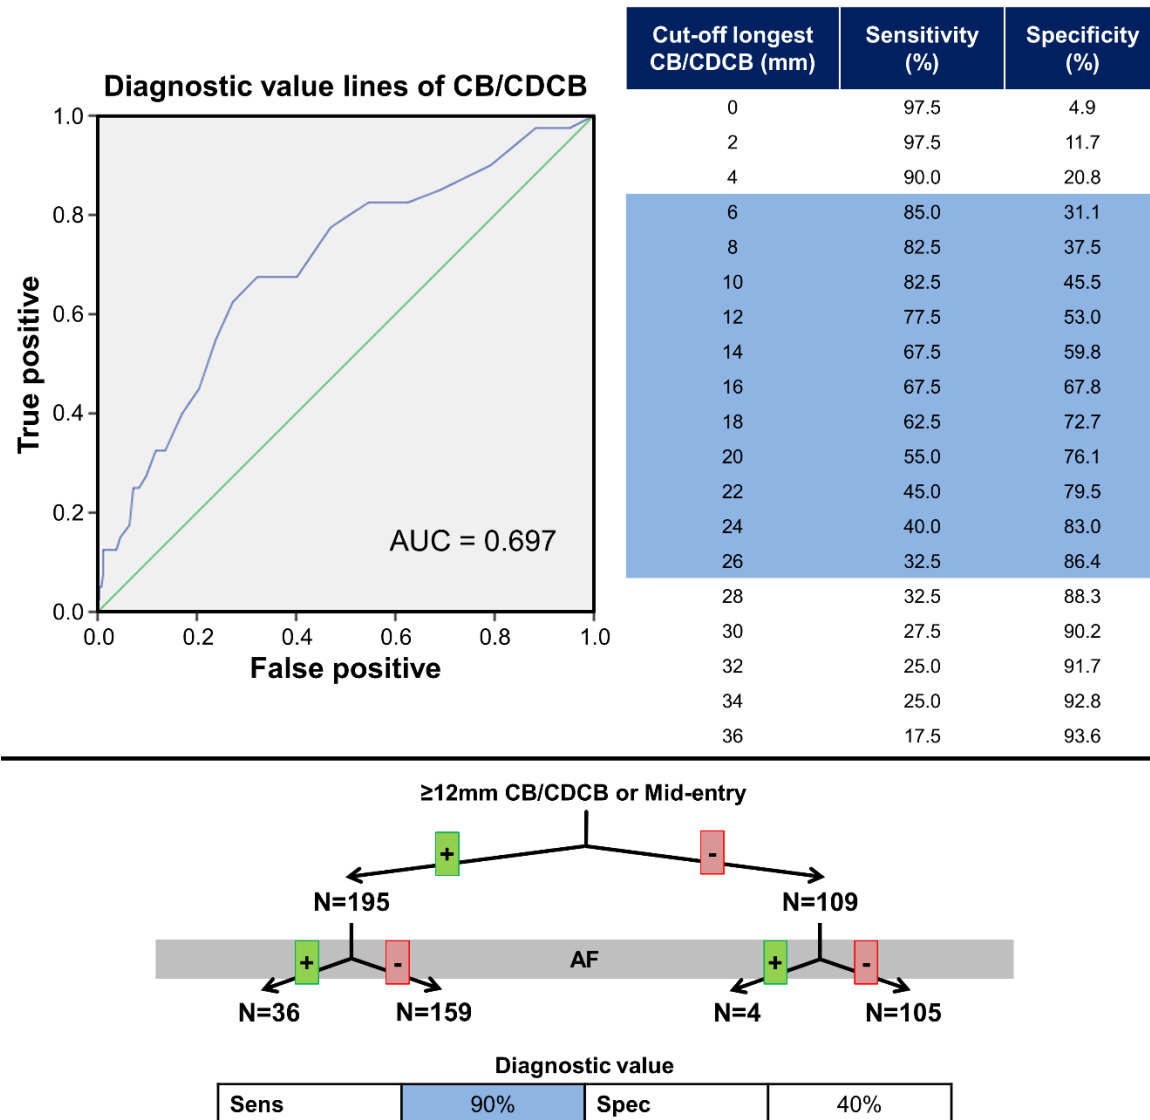 Diagnostic value lines of CB/CDCB
1.0
0.8
0.6
0.4
0.2
0.0
True positive
0.0 0.2 0.4 0.6 0.8 1.0
False positive
AUC = 0.697
Cut-off longest CB/CDCB (mm) Sensitivity (%) Specificity (%)
0 97.5 4.9
2 97.5 11.7
4 90.0 20.8
6 85.0 31.1
8 82.5 37.5
10 82.5 45.5
12 77.5 53.0
14 67.5 59.8
16 67.5 67.8
18 62.5 72.7
20 55.0 76.1
22 45.0 79.5
24 40.0 83.0
26 32.5 86.4
28 32.5 88.3
30 27.5 90.2
32 25.0 91.7
34 25.0 92.8
36 17.5 93.6
≥12mm CB/CDCB or Mid-entry
+ -
N=195 N=109
+ - AF + -
N=36 N=159 N=4 N=105
Diagnostic value
Sens 90% Spec 40%